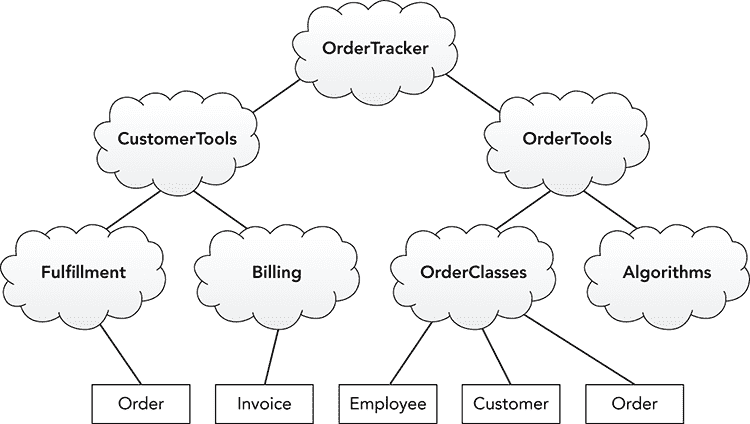 OrderTracker
CustomerTools
OrderTools
Fulfillment
Billing
OrderClasses
Algorithms
Order
Invoice
Employee
Customer
Order